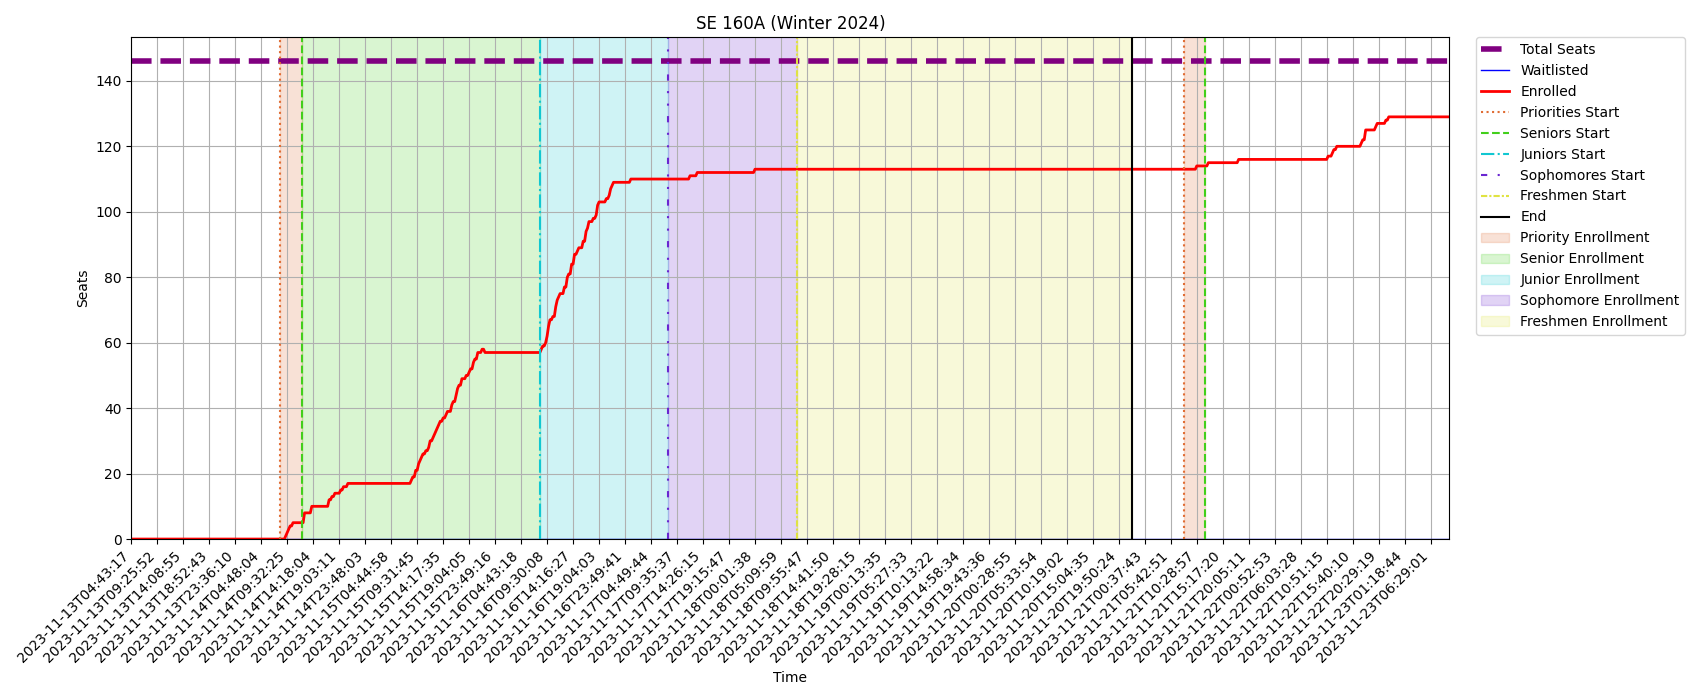 SE 160A (Winter 2024)
Total Seats
Waitlisted
Enrolled
Priorities Start
Seniors Start
Juniors Start
Sophomores Start
Freshmen Start
End
Priority Enrollment
Senior Enrollment
Junior Enrollment
Sophomore Enrollment
Freshmen Enrollment
Seats
140
120
100
80
60
40
20
0
2023-11-13T04:43:17
2023-11-13T09:25:52
2023-11-13T14:08:55
2023-11-13T18:52:43
2023-11-13T23:36:10
2023-11-14T04:48:04
2023-11-14T09:32:25
2023-11-14T14:18:04
2023-11-14T19:03:11
2023-11-14T23:48:03
2023-11-15T04:44:58
2023-11-15T09:31:45
2023-11-15T14:17:35
2023-11-15T19:04:05
2023-11-15T23:49:16
2023-11-16T04:43:18
2023-11-16T09:30:08
2023-11-16T14:16:27
2023-11-16T19:04:03
2023-11-16T23:49:41
2023-11-17T04:49:44
2023-11-17T09:35:37
2023-11-17T14:26:15
2023-11-17T19:15:47
2023-11-18T00:01:38
2023-11-18T05:09:59
2023-11-18T09:55:47
2023-11-18T14:41:50
2023-11-18T19:28:15
2023-11-19T00:13:35
2023-11-19T05:27:33
2023-11-19T10:13:22
2023-11-19T14:58:34
2023-11-19T19:43:36
2023-11-20T00:28:55
2023-11-20T05:33:54
2023-11-20T10:19:02
2023-11-20T15:04:35
2023-11-20T19:50:24
2023-11-21T00:37:43
2023-11-21T05:42:51
2023-11-21T10:28:57
2023-11-21T15:17:20
2023-11-21T20:05:11
2023-11-22T00:52:53
2023-11-22T06:03:28
2023-11-22T10:51:15
2023-11-22T15:40:10
2023-11-22T20:29:19
2023-11-23T01:18:44
2023-11-23T06:29:01
Time